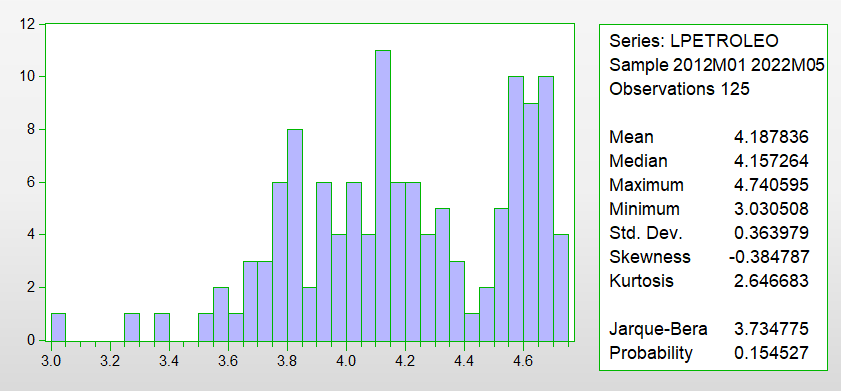 12
10
8
6
4
2
0
3.0 3.2 3.4 3.6 3.8 4.0 4.2 4.4 4.6
Series: LPETROLEO
Sample 2012M01 2022M05
Observations 125
Mean 4.187836
Median 4.157264
Maximum 4.740595
Minimum 3.030508
Std. Dev. 0.363979
Skewness -0.384787
Kurtosis 2.646683
Jarque-Bera 3.734775
Probability 0.154527